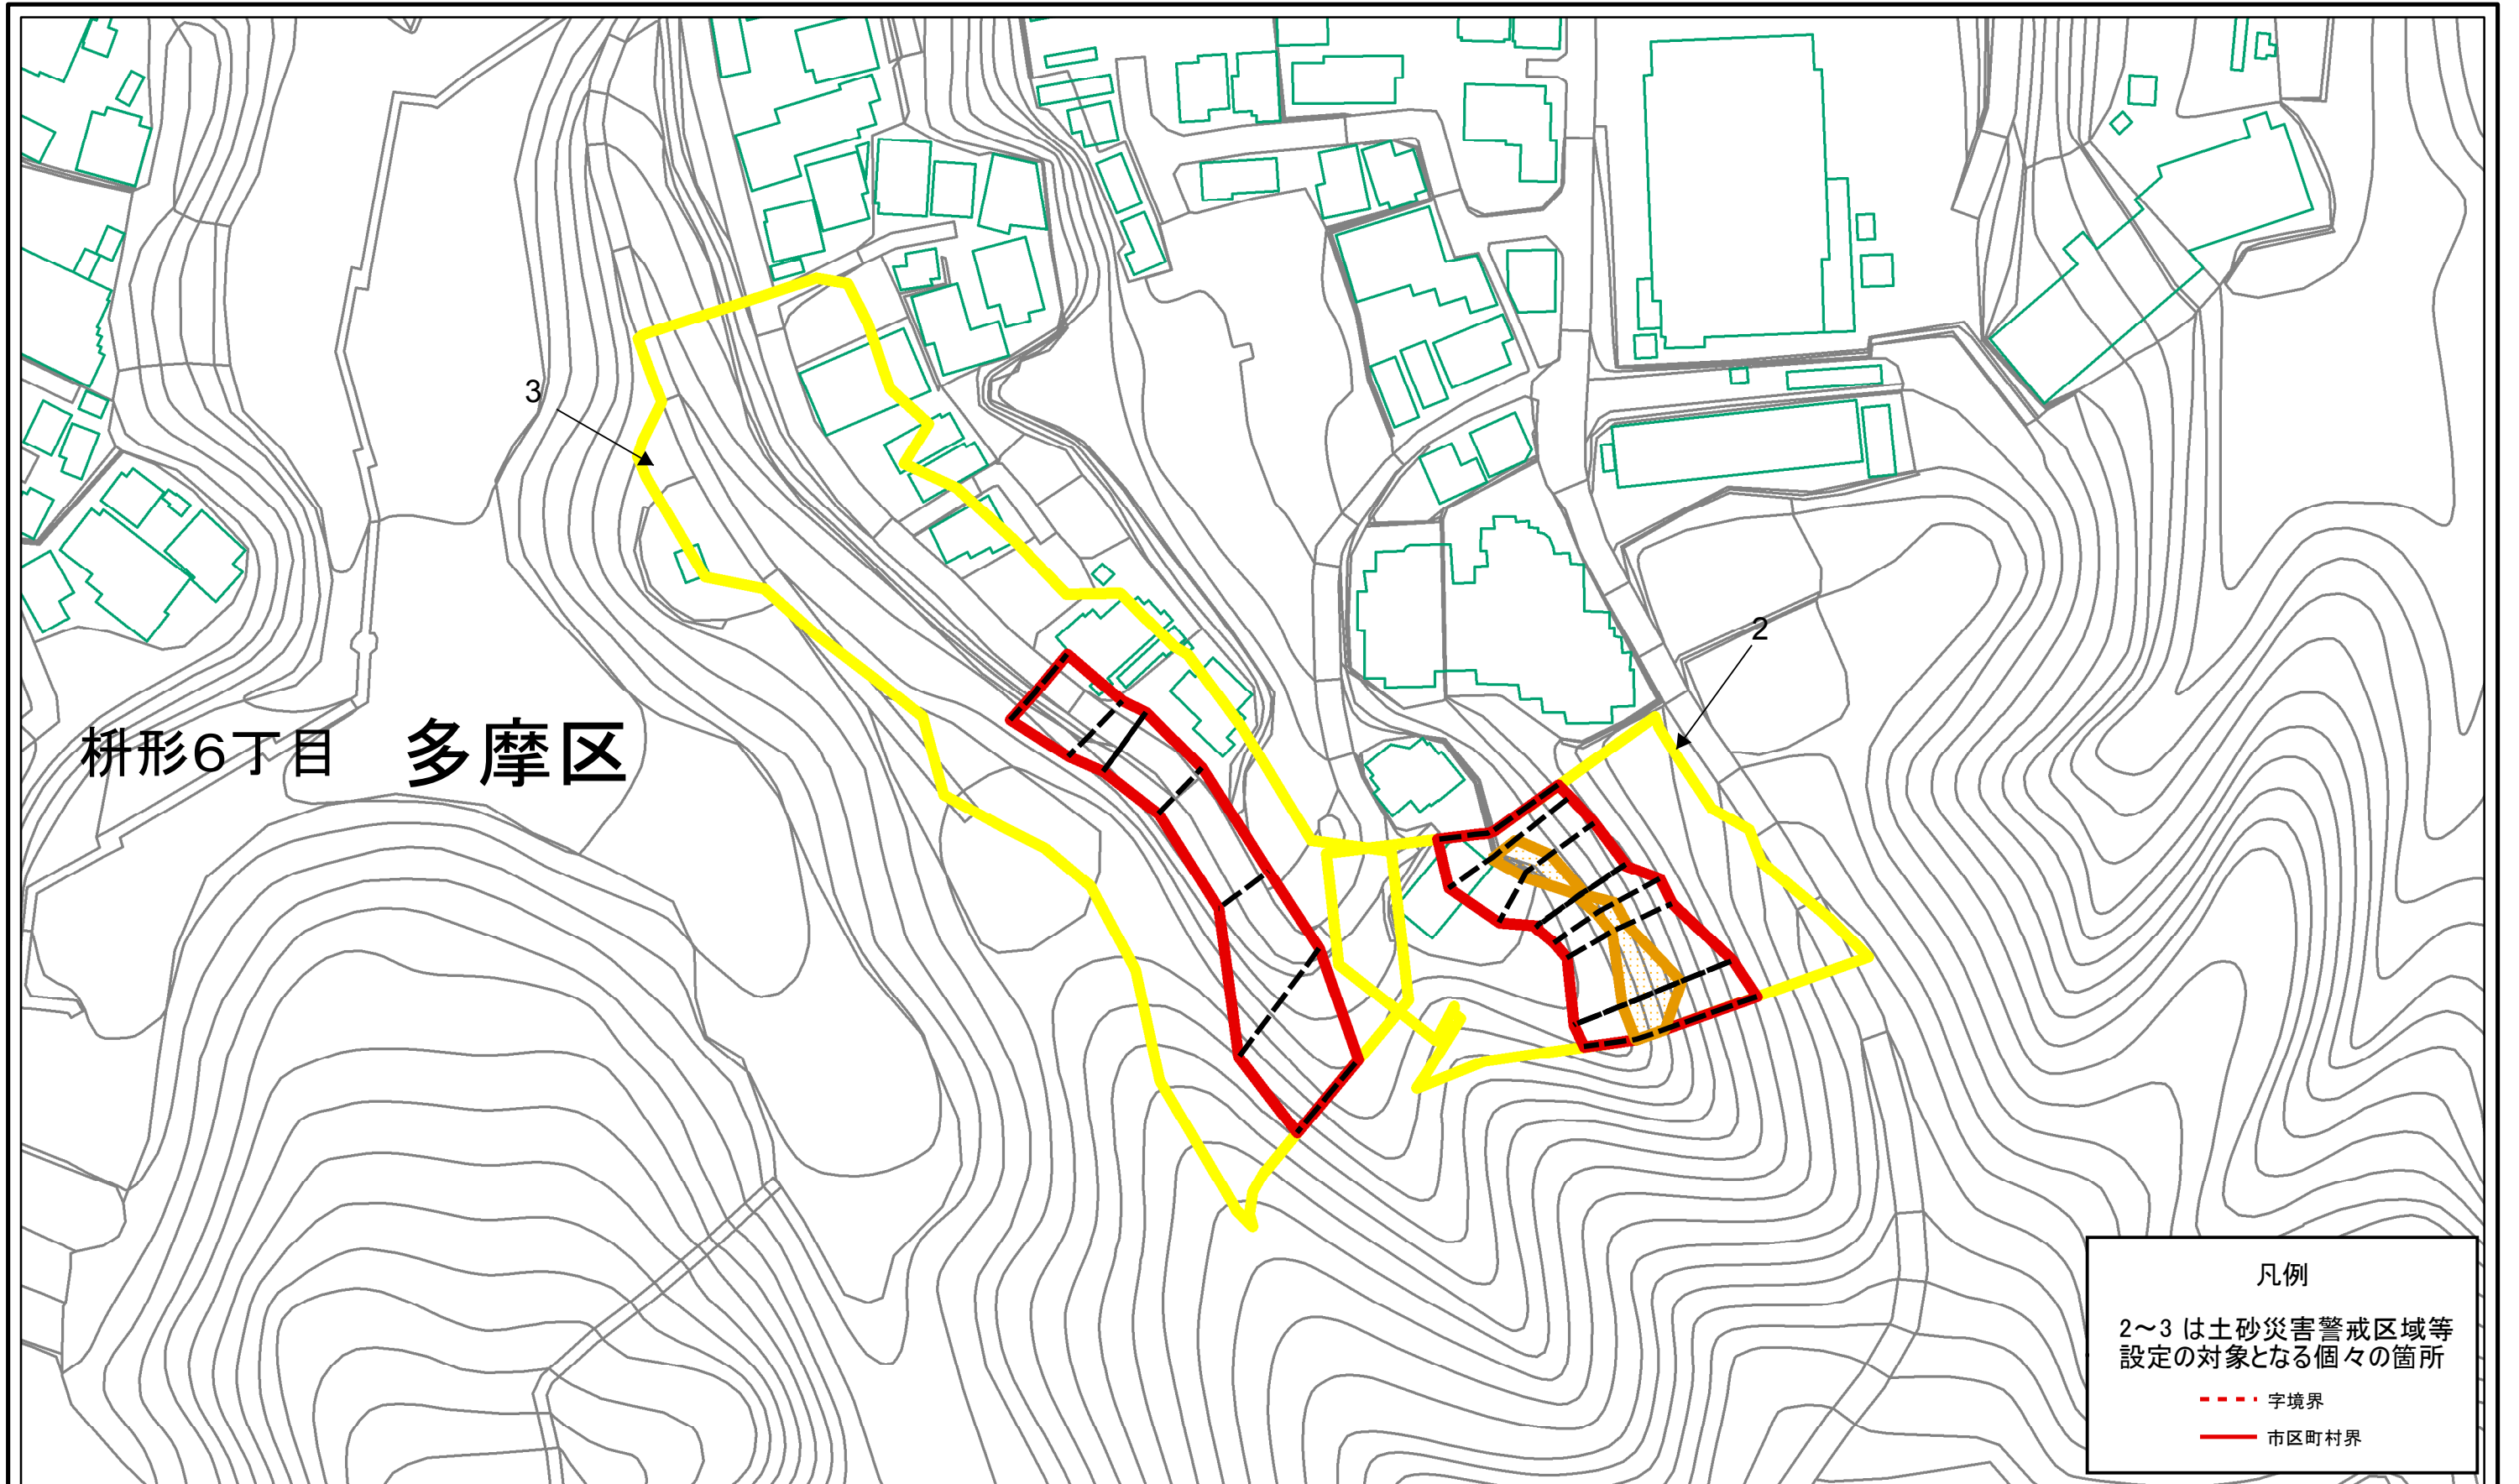 3
2
枡形６丁目　多摩区
凡例
2～3 は土砂災害警戒区域等
設定の対象となる個々の箇所
字境界
市区町村界